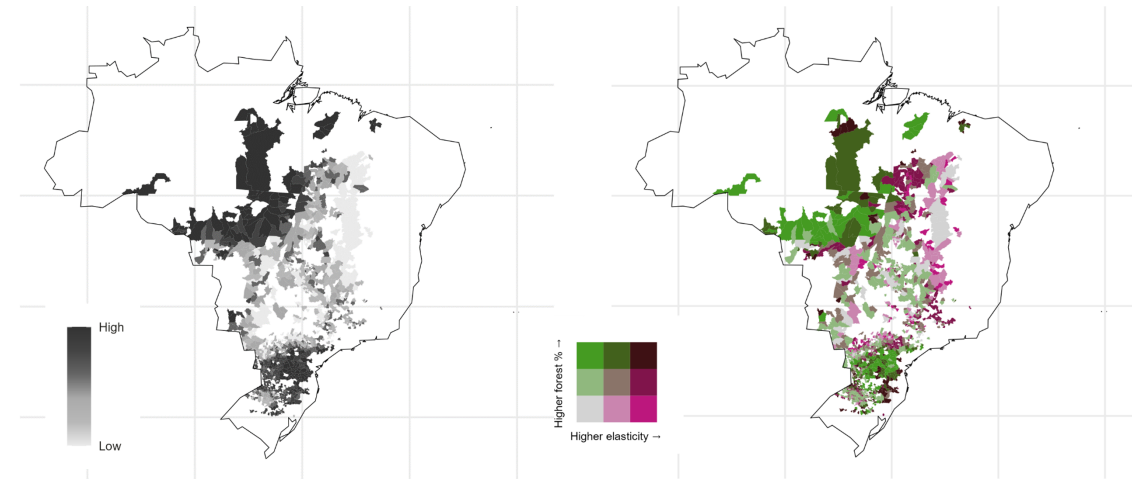 High
Low
Higher forest % →
Higher elasticity →